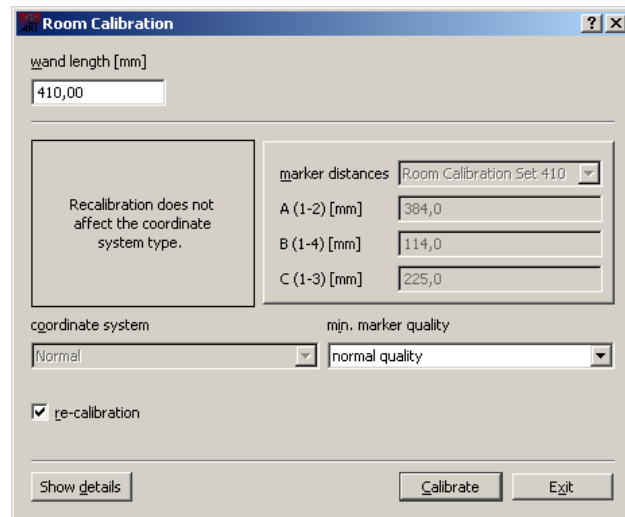 Room Calibration
wand length [mm]
410,00
Recalibration does not
affect the coordinate
system type.
marker distances Room Calibration Set 410
A (1-2) [mm] 384,0
B (1-4) [mm] 114,0
C (1-3) [mm] 225,0
coordinate system min. marker quality
Normal normal quality
re-calibration
Show details Calibrate Exit